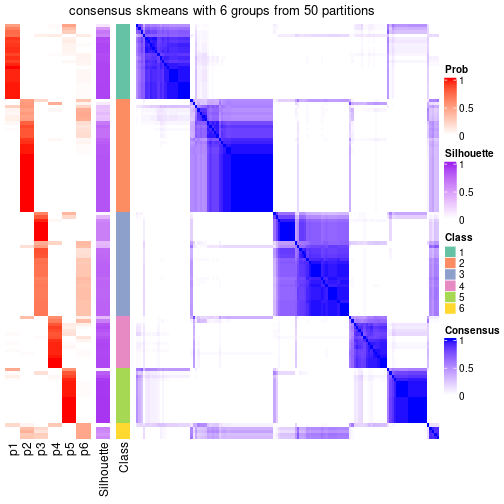 consensus skmeans with 6 groups from 50 partitions
Prob
1
0.5
0
Silhouette
1
0.5
0
Class
1
2
3
4
5
6
Consensus
1
0.5
0
p1 p2 p3 p4 p5 p6 Silhouette Class